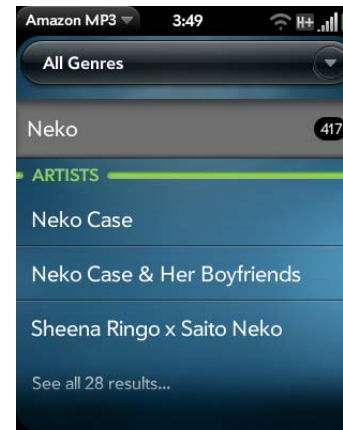 Amazon MP3 3:49 H+
All Genres
Neko 417
ARTISTS
Neko Case
Neko Case & Her Boyfriends
Sheena Ringo x Saito Neko
See all 28 results...